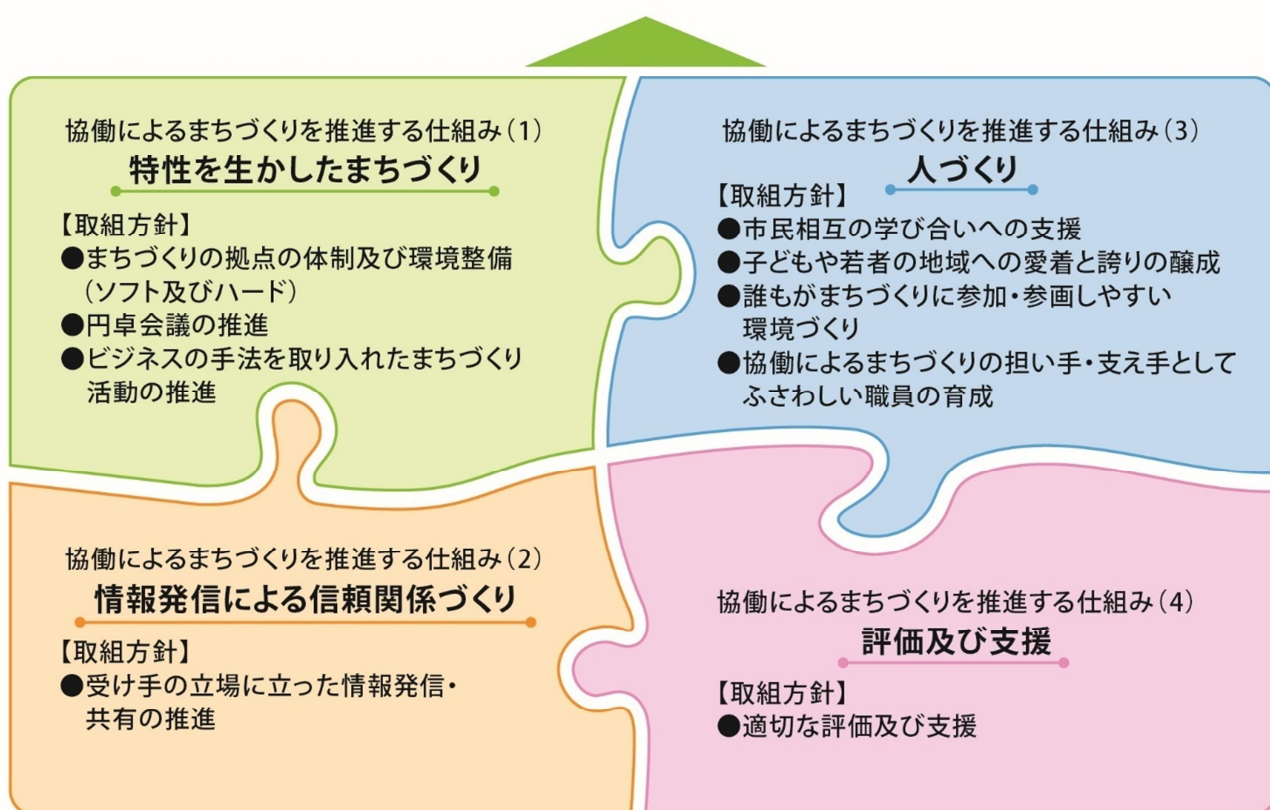 協働によるまちづくりを推進する仕組み(1)
特性を生かしたまちづくり
【取組方針】
●まちづくりの拠点の体制及び環境整備
(ソフト及びハード)
●円卓会議の推進
●ビジネスの手法を取り入れたまちづくり
活動の推進
協働によるまちづくりを推進する仕組み(2)
情報発信による信頼関係づくり
【取組方針】
●受け手の立場に立った情報発信・
共有の推進
協働によるまちづくりを推進する仕組み(3)
人づくり
【取組方針】
●市民相互の学び合いへの支援
●子どもや若者の地域への愛着と誇りの醸成
●誰もがまちづくりに参加・参画しやすい
環境づくり
●協働によるまちづくりの担い手・支え手として
ふさわしい職員の育成
協働によるまちづくりを推進する仕組み(4)
評価及び支援
【取組方針】
●適切な評価及び支援